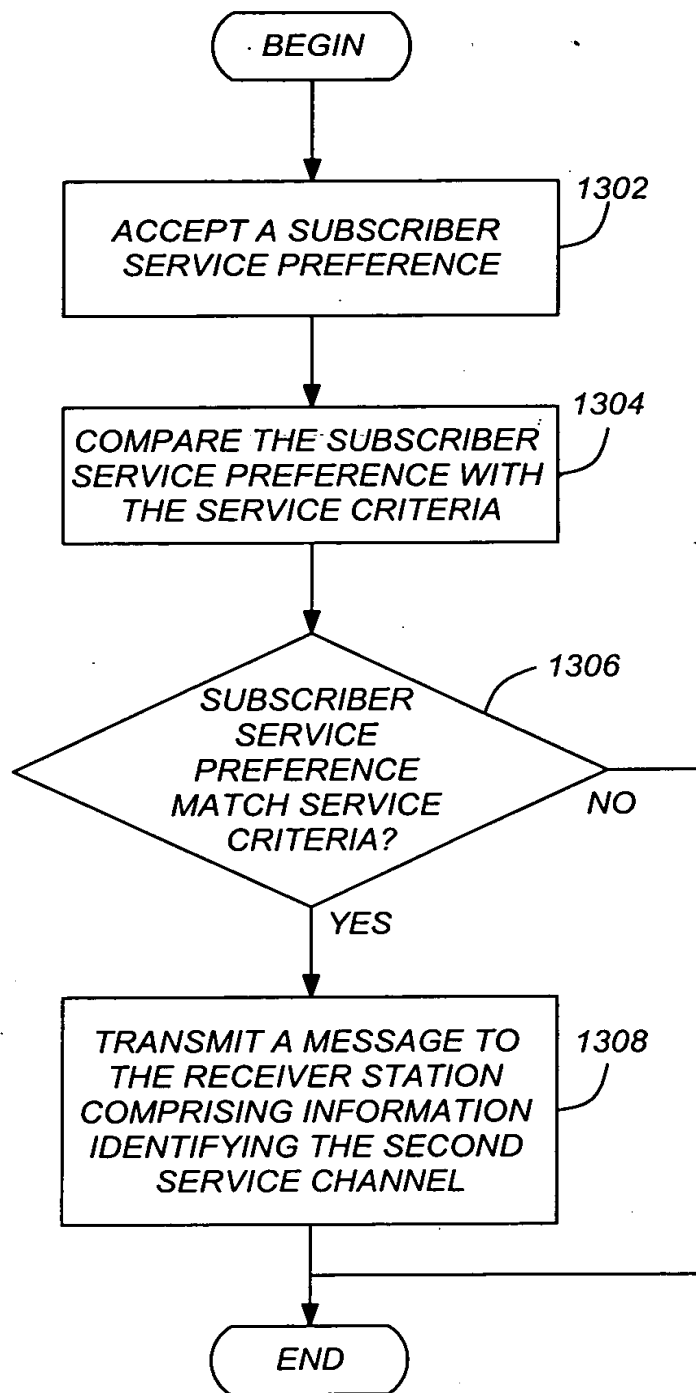 BEGIN
1302
ACCEPT A SUBSCRIBER
SERVICE PREFERENCE
1304
COMPARE THE SUBSCRIBER
SERVICE PREFERENCE WITH
THE SERVICE CRITERIA
1306
SUBSCRIBER
SERVICE
PREFERENCE
MATCH SERVICE
CRITERIA?
NO
YES
1308
TRANSMIT A MESSAGE TO
THE RECEIVER STATION
COMPRISING INFORMATION
IDENTIFYING THE SECOND
SERVICE CHANNEL
END